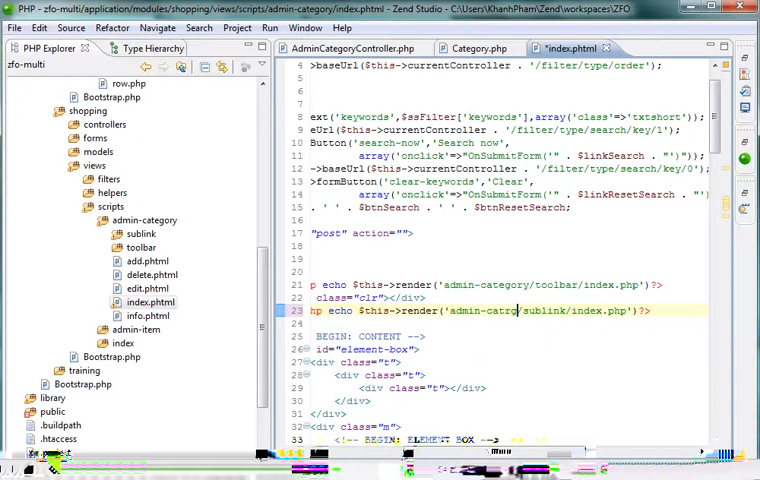 PHP - zfo-multi/application/modules/shopping/views/scripts/admin-category/index.phtml - Zend Studio - C:\Users\KhanhPham\Zend\workspaces\ZFO
File Edit Source Refactor Navigate Search Project Run Window Help
PHP Explorer Type Hierarchy
AdminCategoryController.php Category.php *index.phtml
zfo-multi
row.php
Bootstrap.php
shopping
controllers
forms
models
views
filters
helpers
scripts
admin-category
sublink
toolbar
add.phtml
delete.phtml
edit.phtml
index.phtml
info.phtml
admin-item
index
Bootstrap.php
training
Bootstrap.php
library
public
.buildpath
.htaccess
4 >baseUrl($this->currentController . '/filter/type/order');
5
6
7
8 ext('keywords',$ssFilter['keywords'],array('class'=>'txtshort'));
9 eUrl($this->currentController . '/filter/type/search/key/1');
10 Button('search-now','Search now',
11 array('onclick'=>"OnSubmitForm('" . $linkSearch . "')"));
12 >baseUrl($this->currentController . '/filter/type/search/key/0');
13 >formButton('clear-keywords','Clear',
14 array('onclick'=>"OnSubmitForm('" . $linkResetSearch . "')
15 . ' ' . $btnSearch . ' ' . $btnResetSearch;
16
17 "post" action="">
18
19
20
21 p echo $this->render('admin-category/toolbar/index.php')?>
22 class="clr"></div>
23 hp echo $this->render('admin-catrg/sublink/index.php')?>
24
25 BEGIN: CONTENT -->
26 id="element-box">
27 <div class="t">
28 <div class="t">
29 <div class="t"></div>
30 </div>
31 </div>
32 <div class="m">
33 <!-- BEGIN: ELEMENT BOX -->